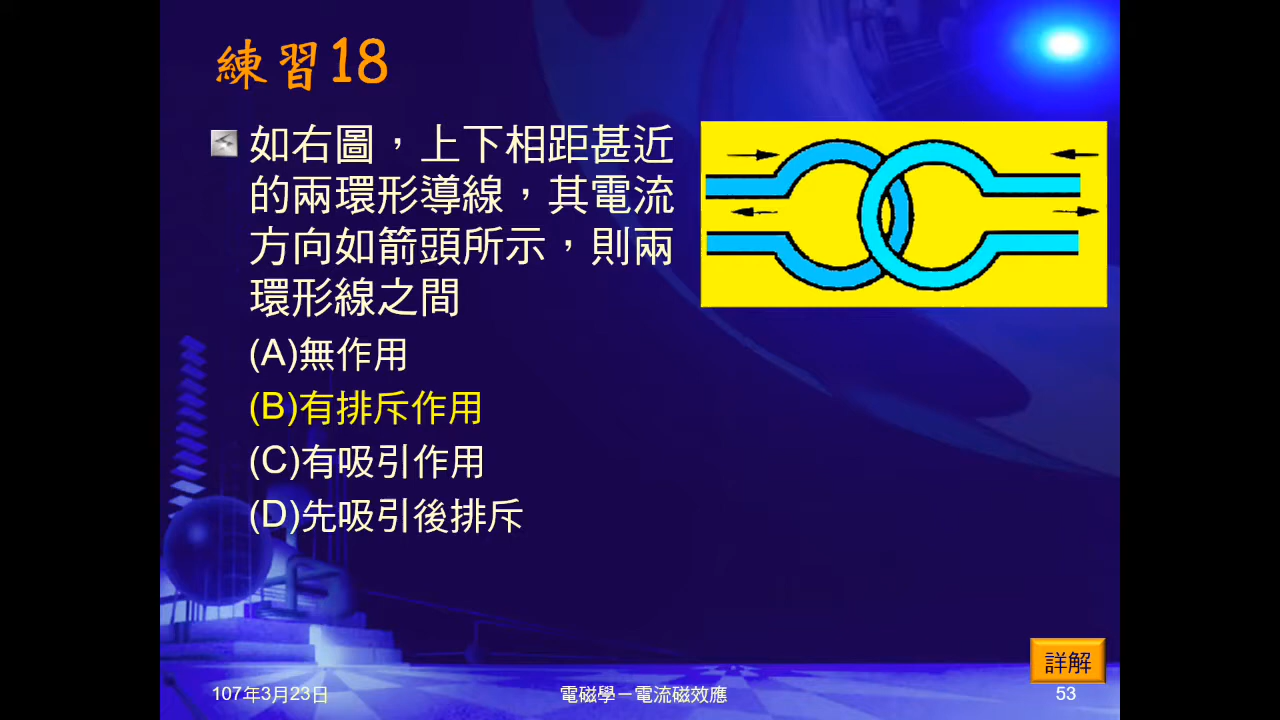 練習18
如右圖，上下相距甚近
的兩環形導線，其電流
方向如箭頭所示，則兩
環形線之間
(A)無作用
(B)有排斥作用
(C)有吸引作用
(D)先吸引後排斥
詳解
107年3月23日
電磁學－電流磁效應
53